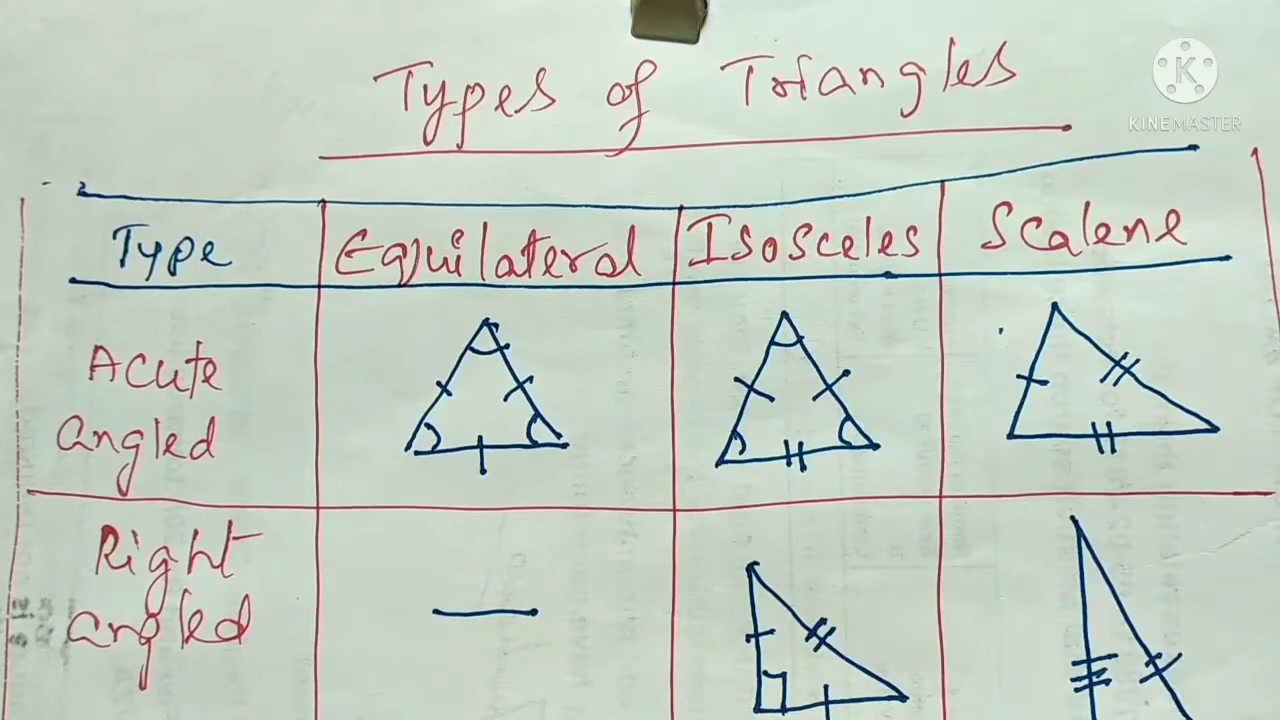 Types of Triangles
K
KINEMASTER
Type Equilateral Isosceles Scalene
Acute
angled
Right
angled